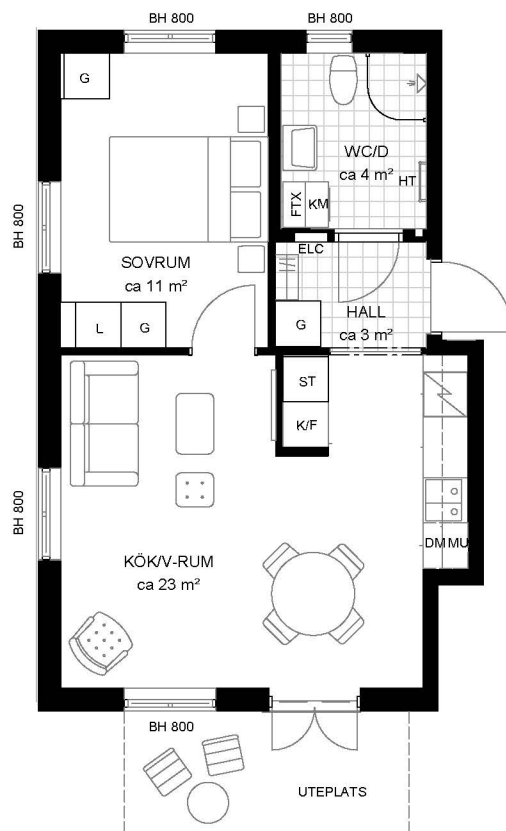 BH 800
BH 800
G
WC/D
ca 4 m²
HT
FTX
KM
BH 800
ELC
SOVRUM
ca 11 m²
HALL
ca 3 m²
G
L
G
ST
K/F
BH 800
DM
MU
KÖK/V-RUM
ca 23 m²
BH 800
UTEPLATS